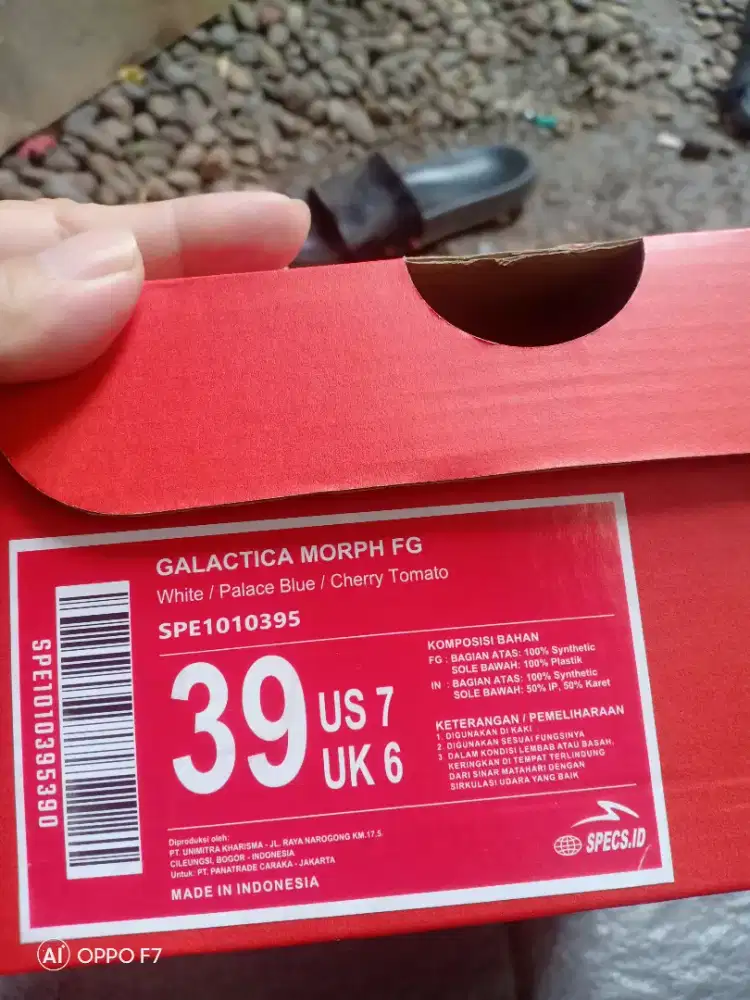 GALACTICA MORPH FG
White / Palace Blue / Cherry Tomato
SPE1010395
SPE1010395390
39
US 7
UK 6
KOMPOSISI BAHAN
FG : BAGIAN ATAS: 100% Synthetic
SOLE BAWAH: 100% Plastik
IN : BAGIAN ATAS: 100% Synthetic
SOLE BAWAH: 50% IP, 50% Karet
KETERANGAN / PEMELIHARAAN
1. DIGUNAKAN DI KAKI
2. DIGUNAKAN SESUAI FUNGSINYA
3. DALAM KONDISI LEMBAB ATAU BASAH,
KERINGKAN DI TEMPAT TERLINDUNG
DARI SINAR MATAHARI DENGAN
SIRKULASI UDARA YANG BAIK
Diproduksi oleh:
PT. UNIMITRA KHARISMA - JL. RAYA NAROGONG KM.17.5.
CILEUNGSI, BOGOR - INDONESIA
Untuk: PT. PANATRADE CARAKA - JAKARTA
MADE IN INDONESIA
SPECS.ID
AI OPPO F7